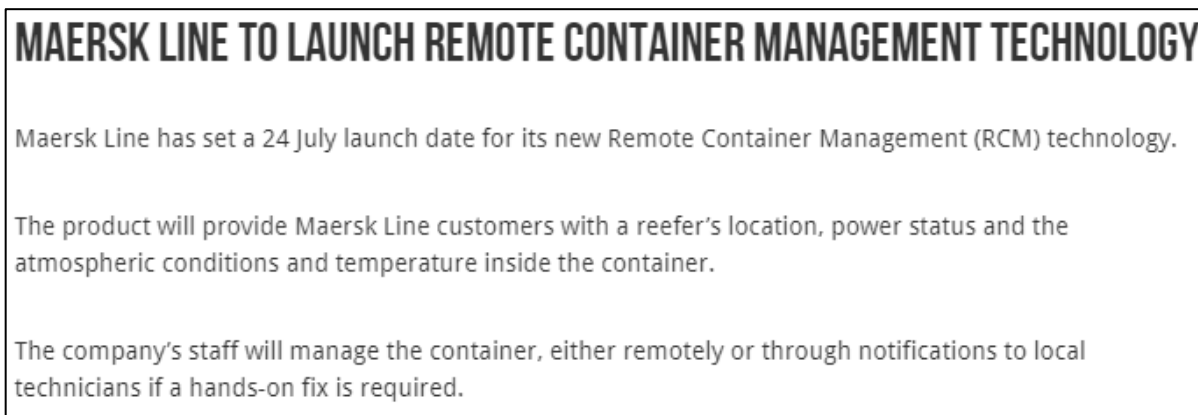 MAERSK LINE TO LAUNCH REMOTE CONTAINER MANAGEMENT TECHNOLOGY
Maersk Line has set a 24 July launch date for its new Remote Container Management (RCM) technology.
The product will provide Maersk Line customers with a reefer’s location, power status and the
atmospheric conditions and temperature inside the container.
The company’s staff will manage the container, either remotely or through notifications to local
technicians if a hands-on fix is required.